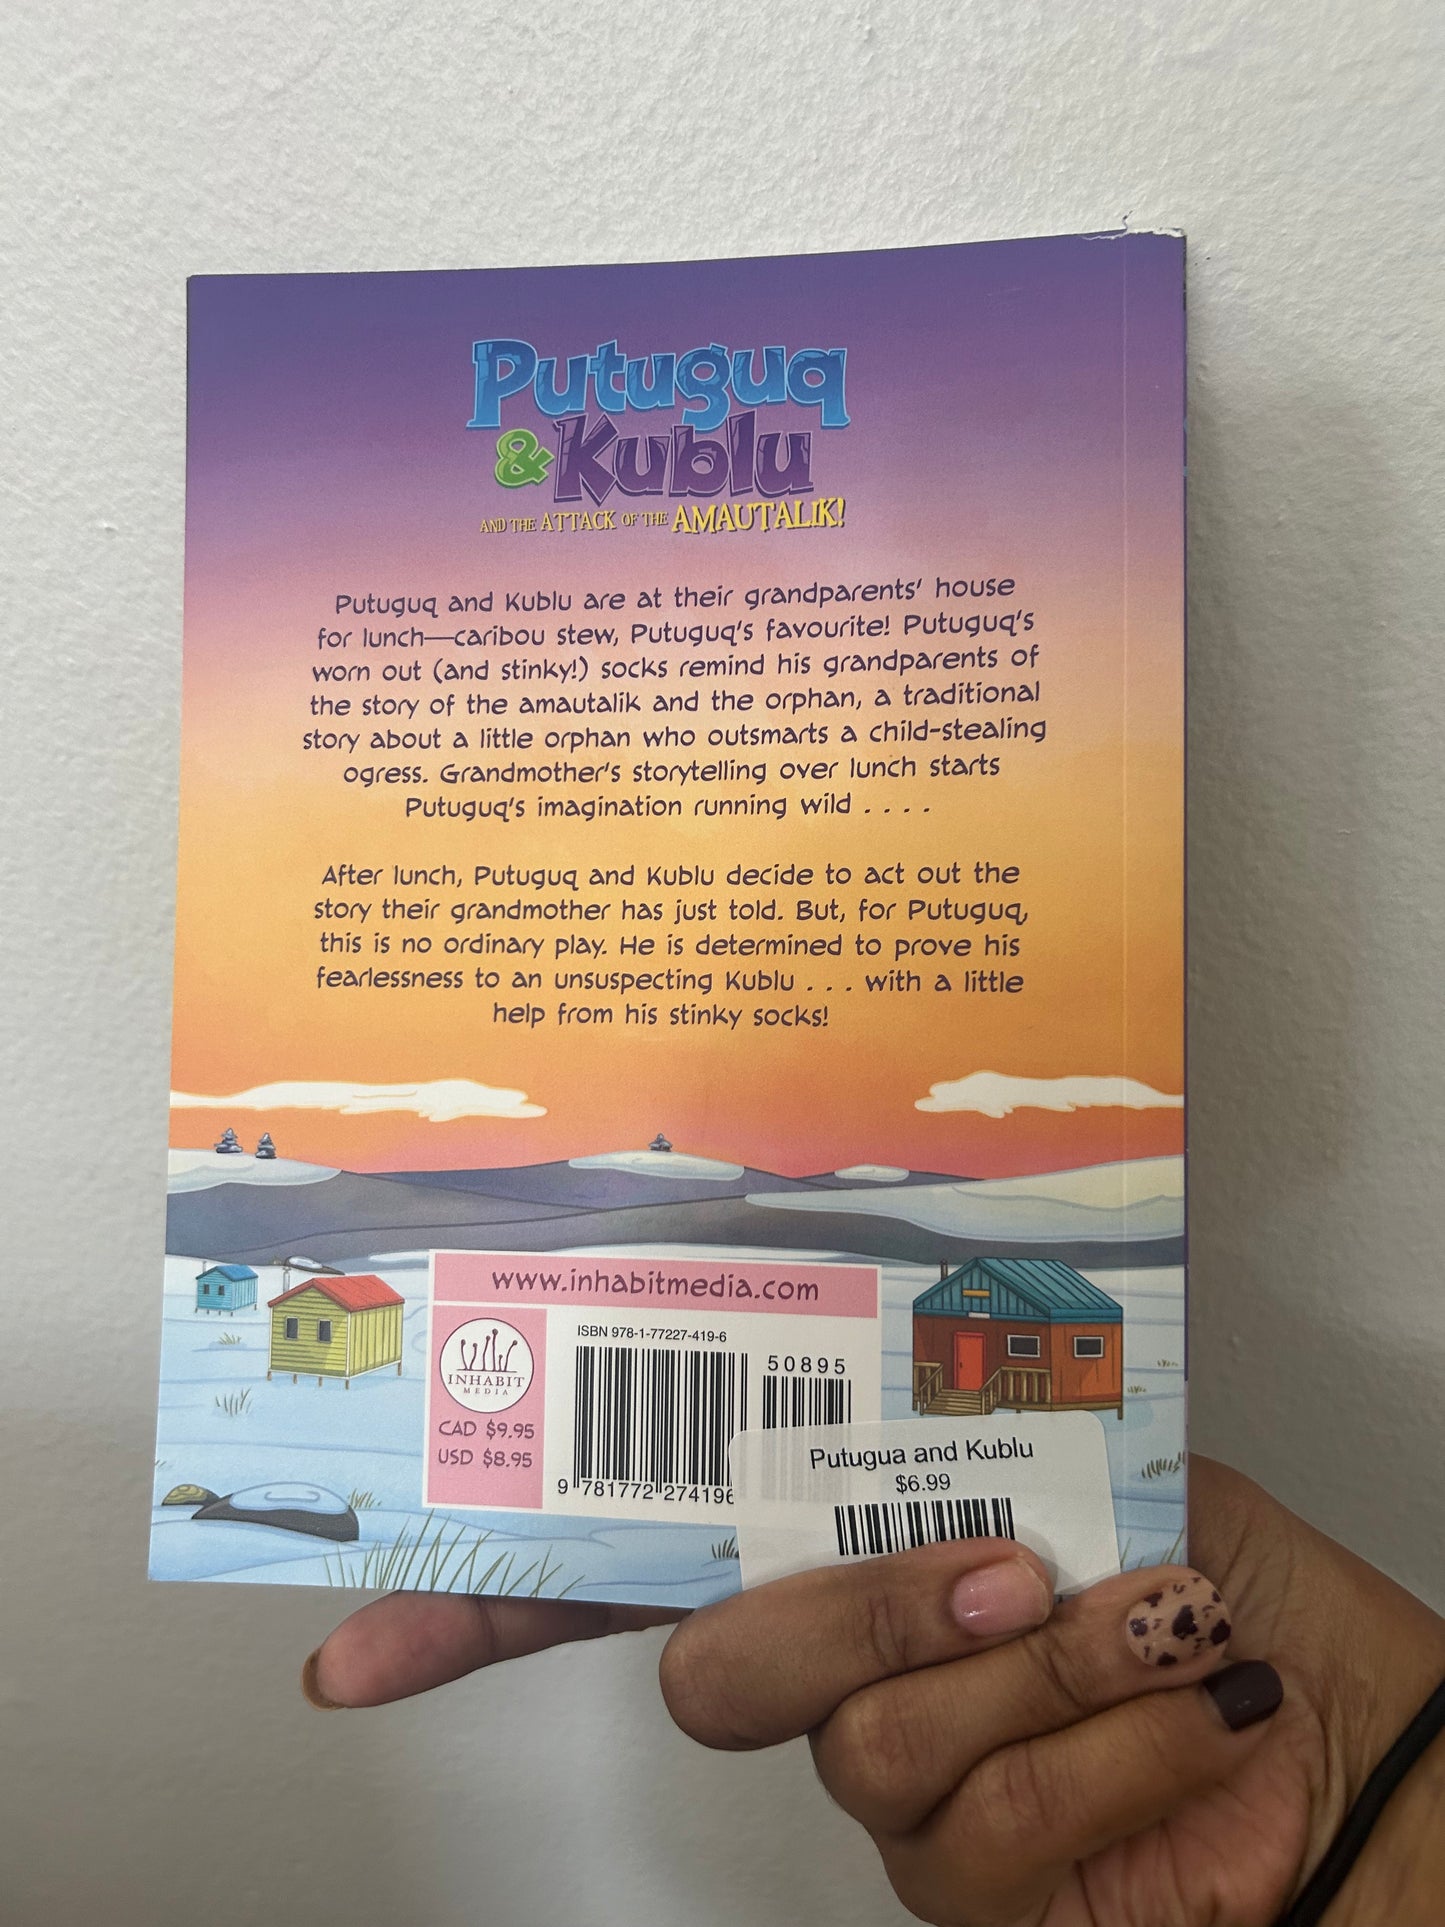 Putuguq
& Kublu
AND THE ATTACK OF THE AMAUTALIK!
Putuguq and Kublu are at their grandparents' house
for lunch—caribou stew, Putuguq's favourite! Putuguq's
worn out (and stinky!) socks remind his grandparents of
the story of the amautalik and the orphan, a traditional
story about a little orphan who outsmarts a child-stealing
ogress. Grandmother's storytelling over lunch starts
Putuguq's imagination running wild . . . .
After lunch, Putuguq and Kublu decide to act out the
story their grandmother has just told. But, for Putuguq,
this is no ordinary play. He is determined to prove his
fearlessness to an unsuspecting Kublu . . . with a little
help from his stinky socks!
www.inhabitmedia.com
ISBN 978-1-77227-419-6
50895
INHABIT
MEDIA
CAD $9.95
USD $8.95
9 781772 274196
Putugua and Kublu
$6.99